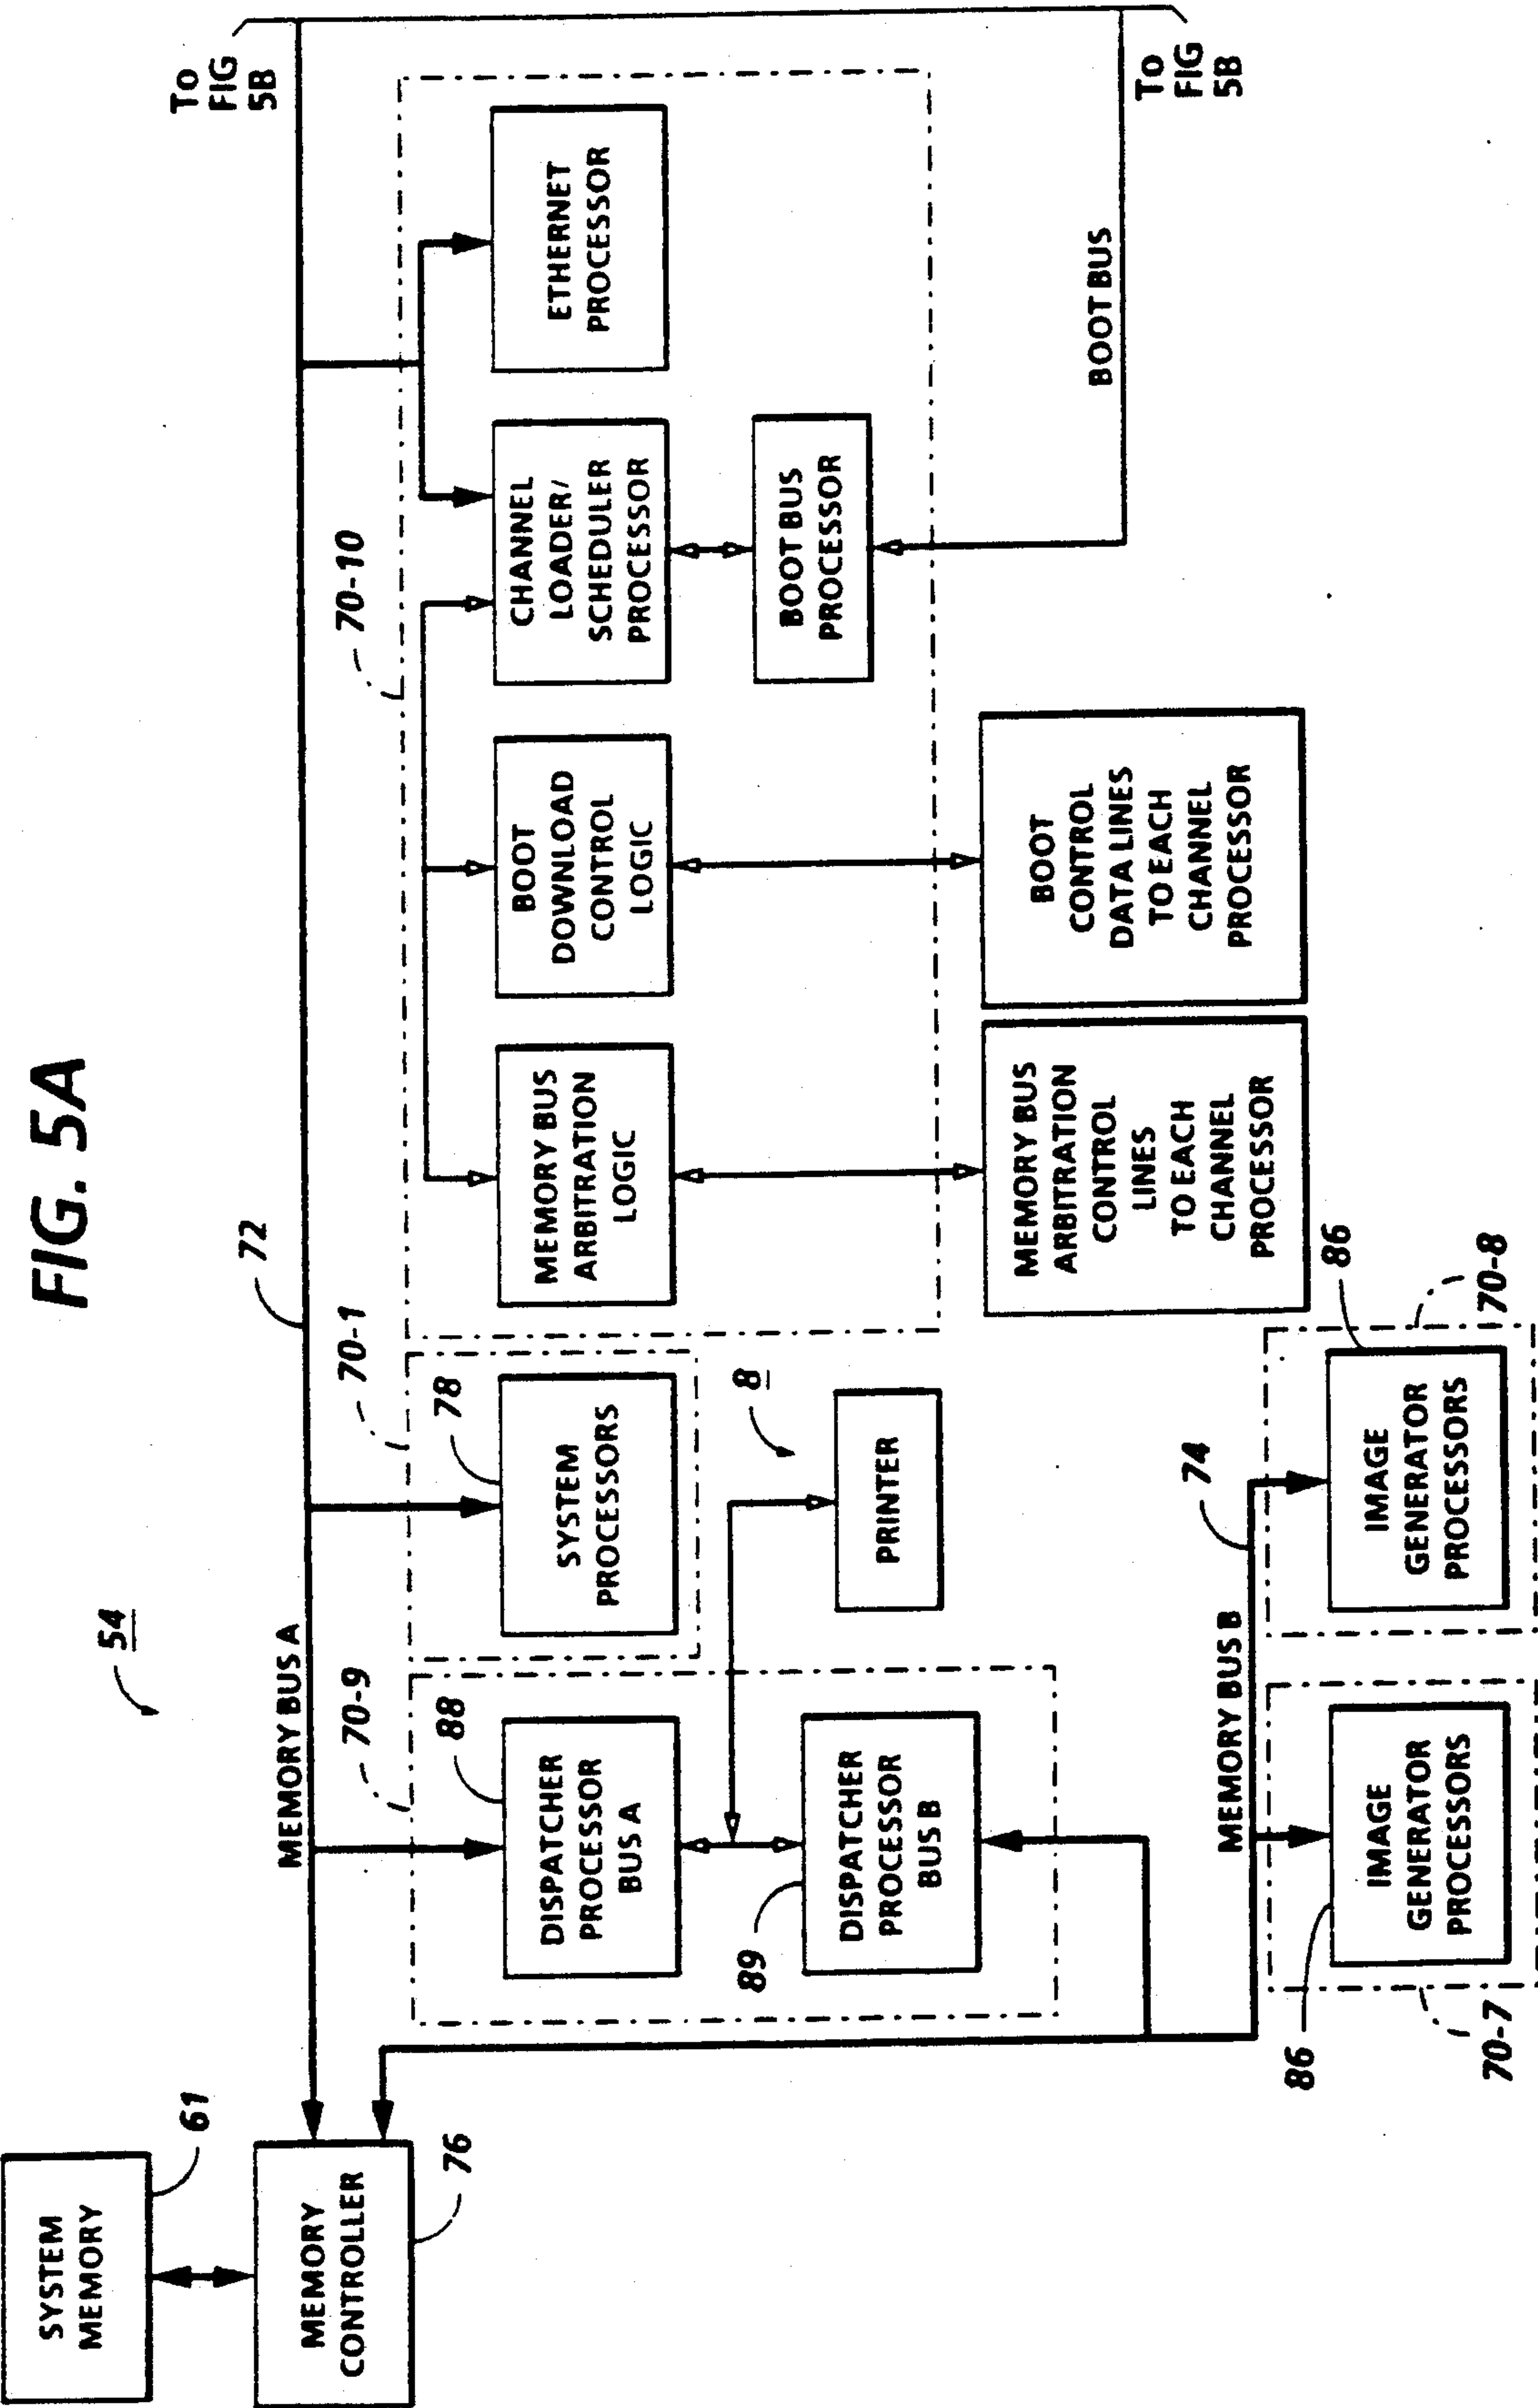 FIG. 5A
54
SYSTEM
MEMORY
61
MEMORY
CONTROLLER
76
MEMORY BUS A
72
To
FIG
5B
70-9
88
DISPATCHER
PROCESSOR
BUS A
89
DISPATCHER
PROCESSOR
BUS B
70-1
78
SYSTEM
PROCESSORS
8
PRINTER
70-10
MEMORY BUS
ARBITRATION
LOGIC
BOOT
DOWNLOAD
CONTROL
LOGIC
CHANNEL
LOADER/
SCHEDULER
PROCESSOR
ETHERNET
PROCESSOR
BOOT BUS
PROCESSOR
MEMORY BUS
ARBITRATION
CONTROL
LINES
TO EACH
CHANNEL
PROCESSOR
BOOT
CONTROL
DATA LINES
TO EACH
CHANNEL
PROCESSOR
BOOT BUS
To
FIG
5B
MEMORY BUS B
74
86
IMAGE
GENERATOR
PROCESSORS
70-7
86
IMAGE
GENERATOR
PROCESSORS
70-8